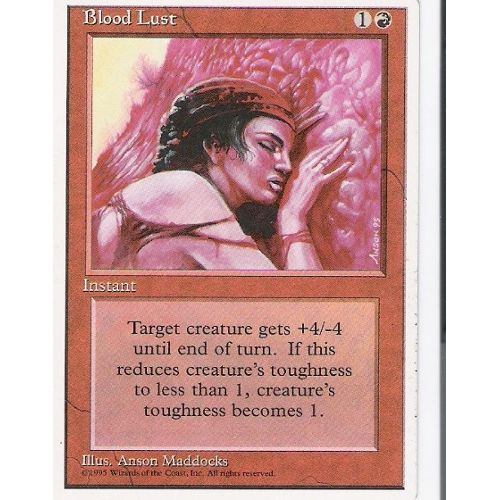 Blood Lust 1
ANSON 95
Instant
Target creature gets +4/-4
until end of turn. If this
reduces creature's toughness
to less than 1, creature's
toughness becomes 1.
Illus. Anson Maddocks
©1995 Wizards of the Coast, Inc. All rights reserved.